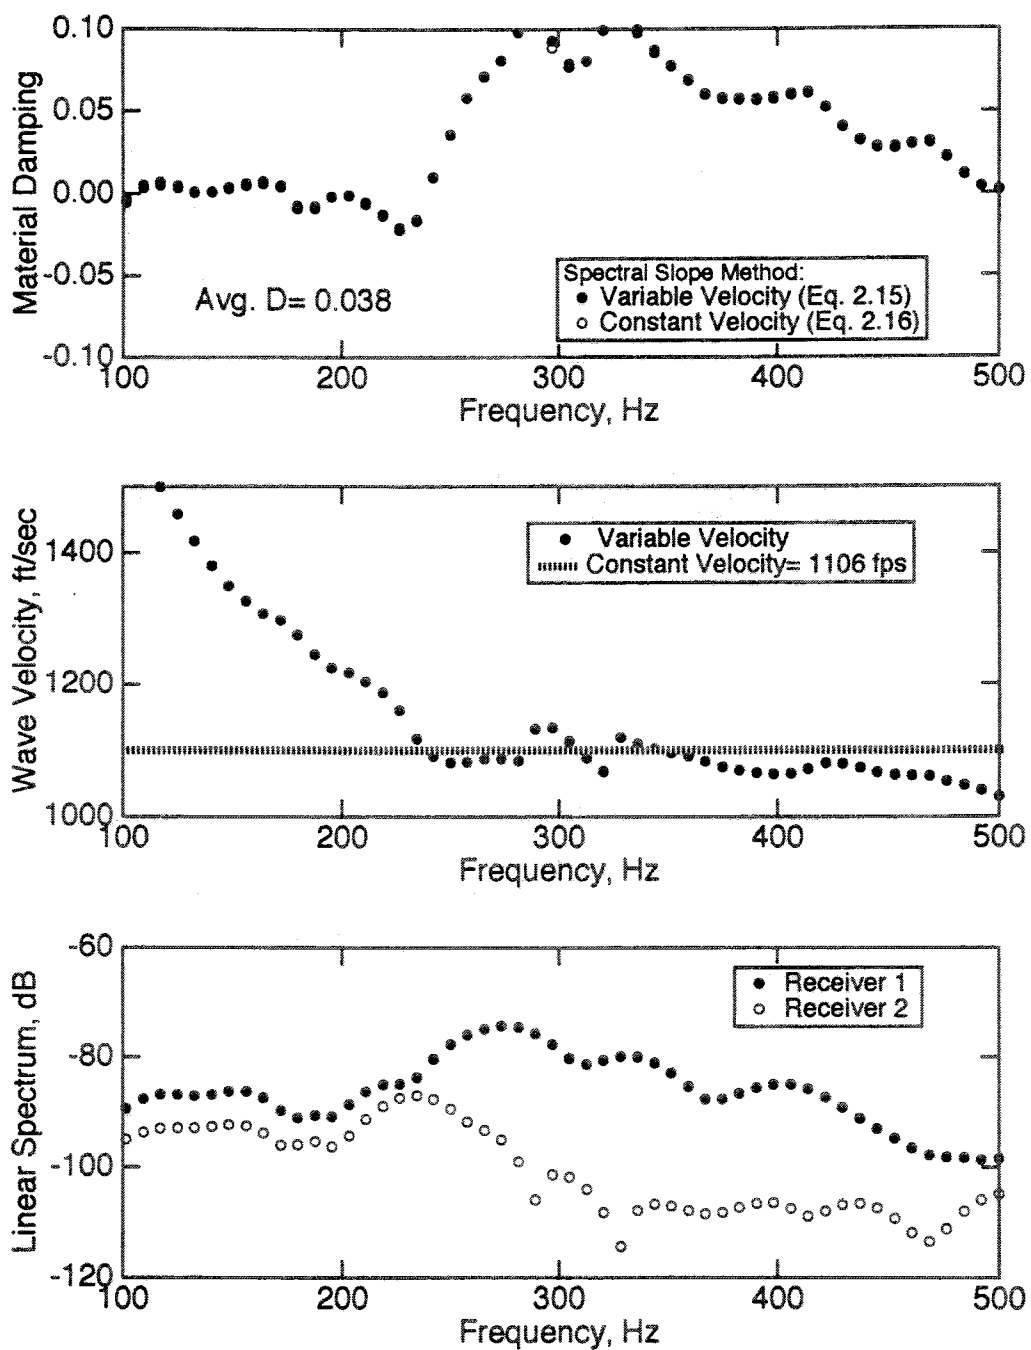 Material Damping
0.10
0.05
0.00
-0.05
-0.10
Avg. D= 0.038
Spectral Slope Method:
Variable Velocity (Eq. 2.15)
Constant Velocity (Eq. 2.16)
100 200 300 400 500
Frequency, Hz
Wave Velocity, ft/sec
1400
1200
1000
Variable Velocity
Constant Velocity= 1106 fps
100 200 300 400 500
Frequency, Hz
Linear Spectrum, dB
-60
-80
-100
-120
Receiver 1
Receiver 2
100 200 300 400 500
Frequency, Hz